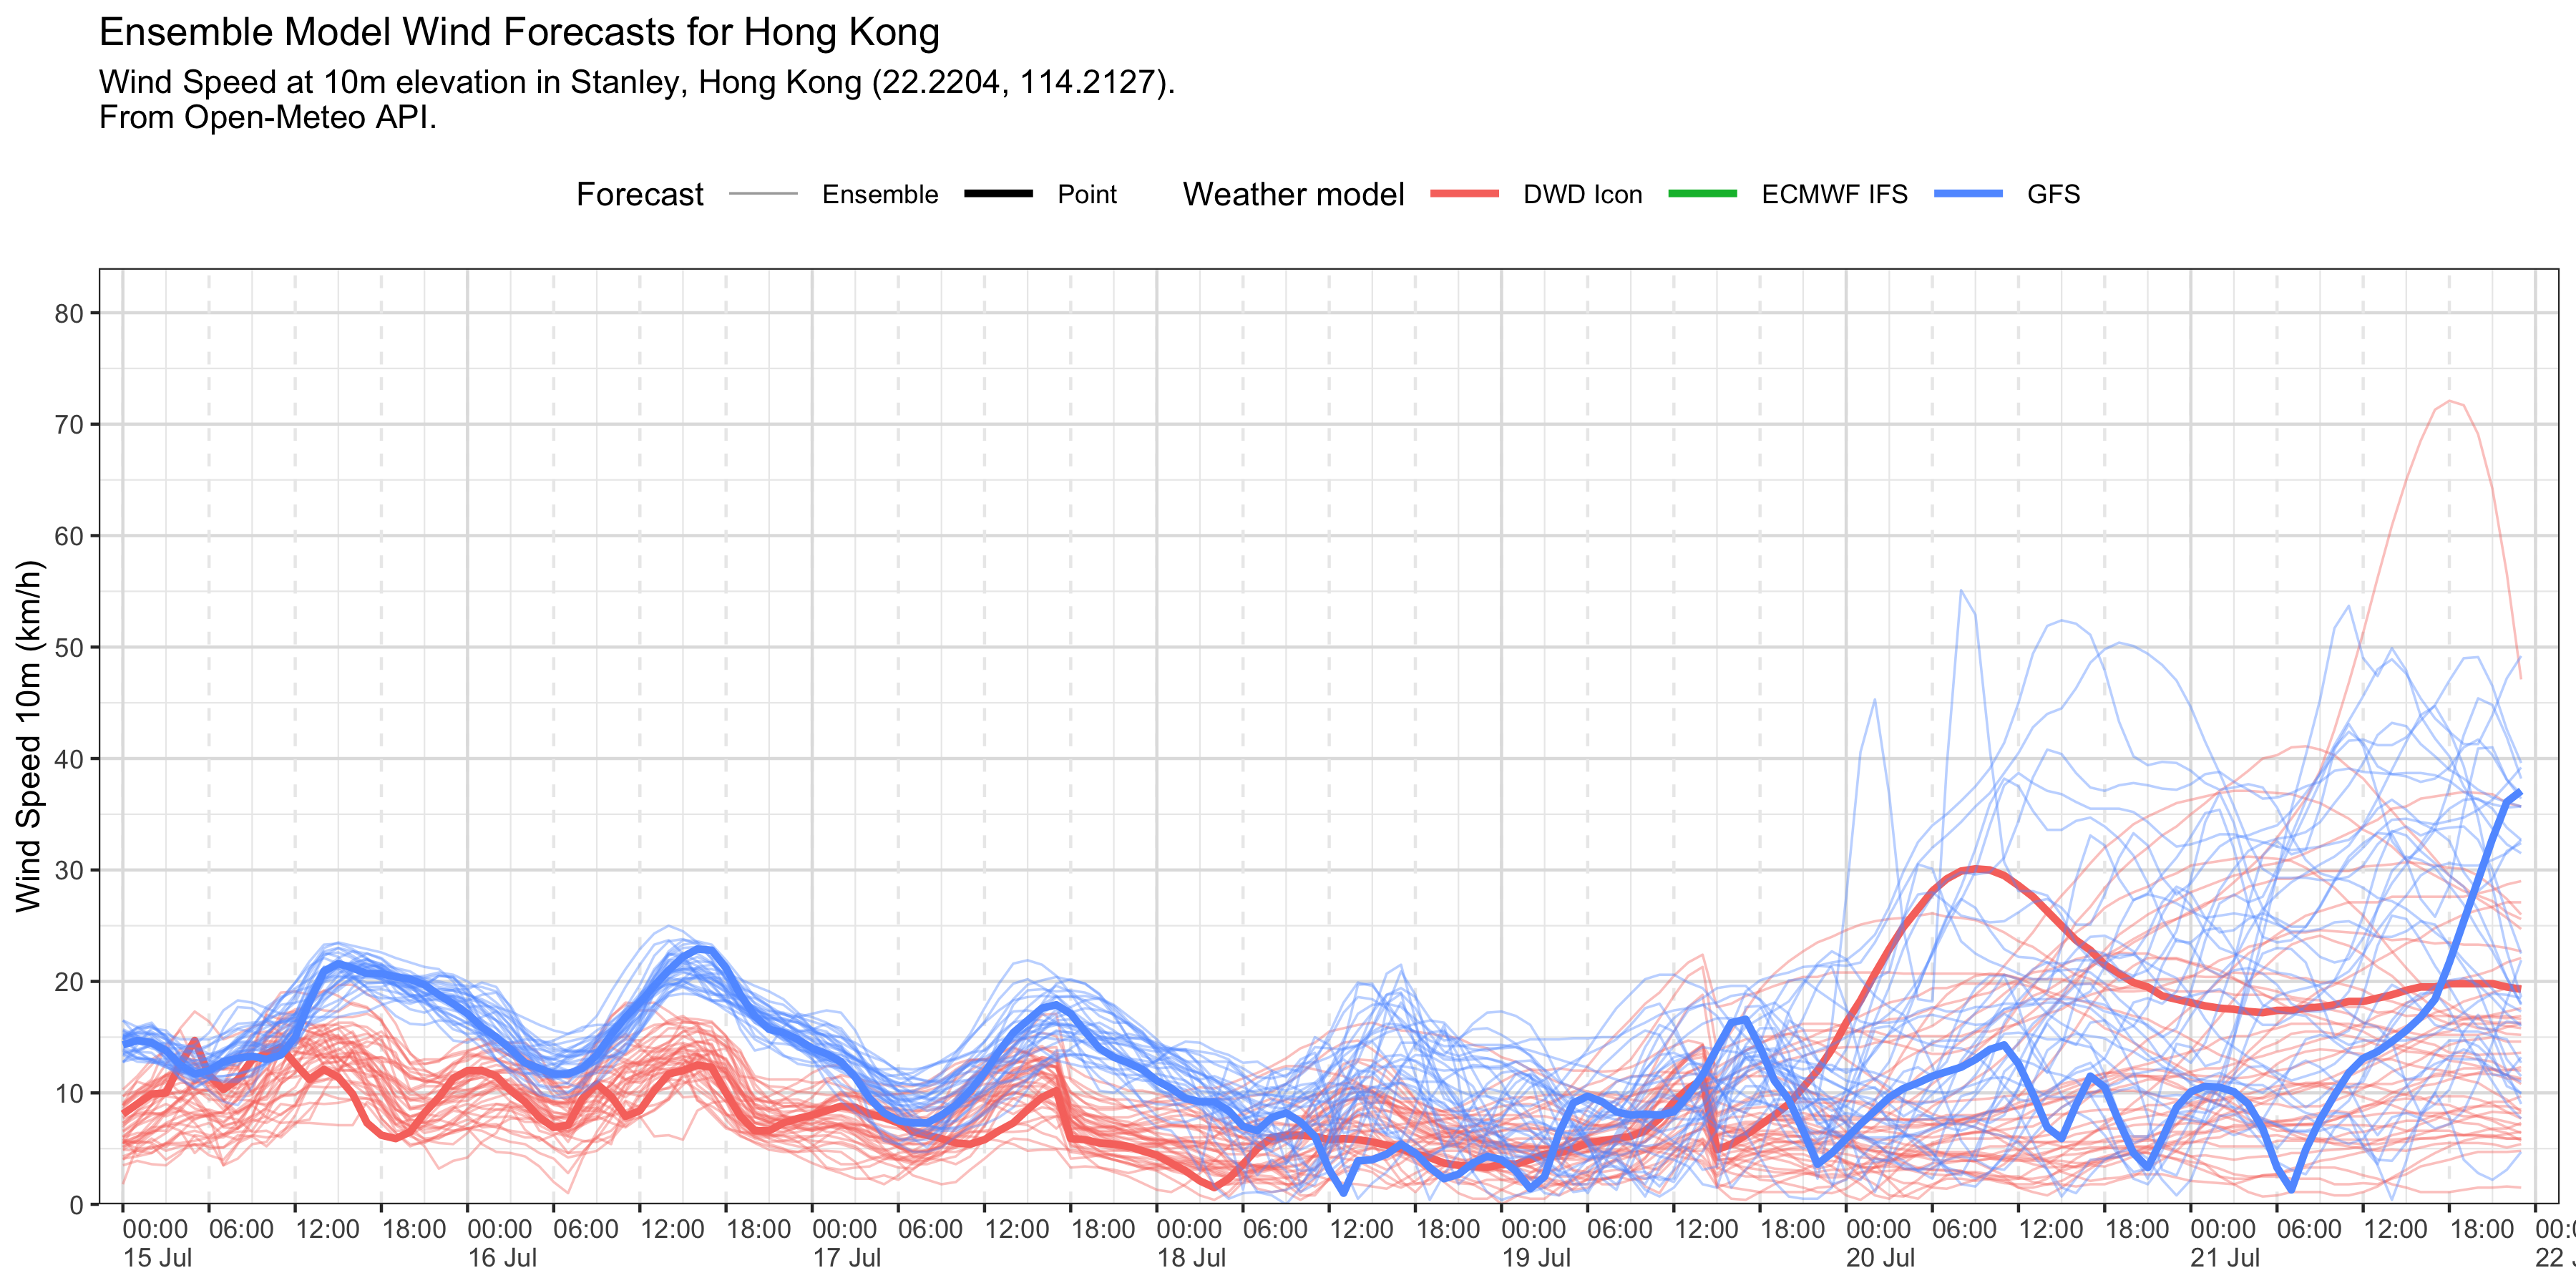 Ensemble Model Wind Forecasts for Hong Kong
Wind Speed at 10m elevation in Stanley, Hong Kong (22.2204, 114.2127).
From Open-Meteo API.
Forecast Ensemble Point Weather model DWD Icon ECMWF IFS GFS
Wind Speed 10m (km/h)
80
70
60
50
40
30
20
10
0
00:00 06:00 12:00 18:00 00:00 06:00 12:00 18:00 00:00 06:00 12:00 18:00 00:00 06:00 12:00 18:00 00:00 06:00 12:00 18:00 00:00 06:00 12:00 18:00 00:00 06:00 12:00 18:00
15 Jul 16 Jul 17 Jul 18 Jul 19 Jul 20 Jul 21 Jul 22